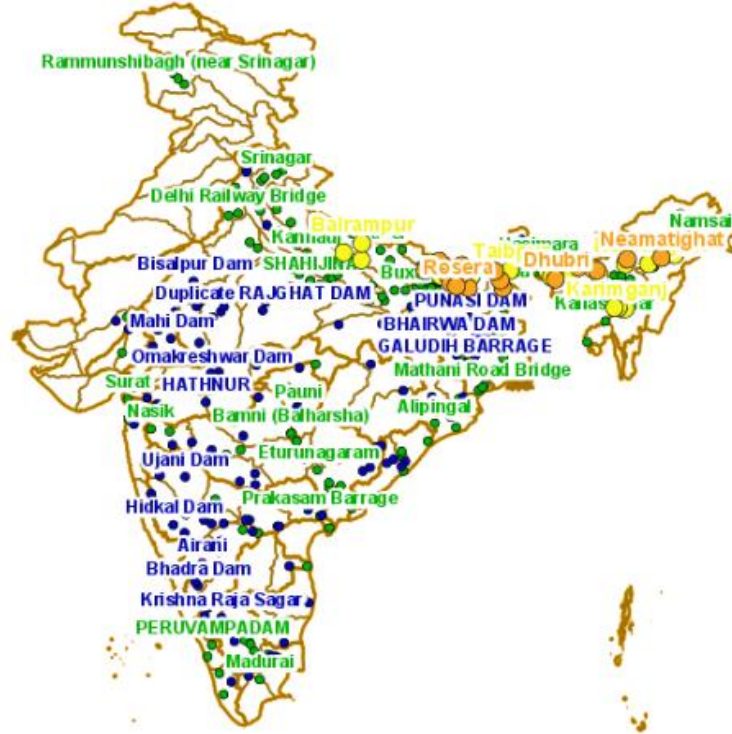 Rammunshibagh (near Srinagar)
Srinagar
Delhi Railway Bridge
Balrampur
Namsai
Neamatighat
Bisalpur Dam
SHAHIJINA
Bux
Rosera
Dhubri
Karimganj
Duplicate RAJGHAT DAM
PUNASI DAM
Mahi Dam
BHAIRWA DAM
Omakreshwar Dam
GALUDIH BARRAGE
Surat
HATHNUR
Mathani Road Bridge
Pauni
Nasik
Bamni (Balharsha)
Alipingal
Ujani Dam
Eturunagaram
Hidkal Dam
Prakasam Barrage
Airani
Bhadra Dam
Krishna Raja Sagar
PERUVAMPADAM
Madurai